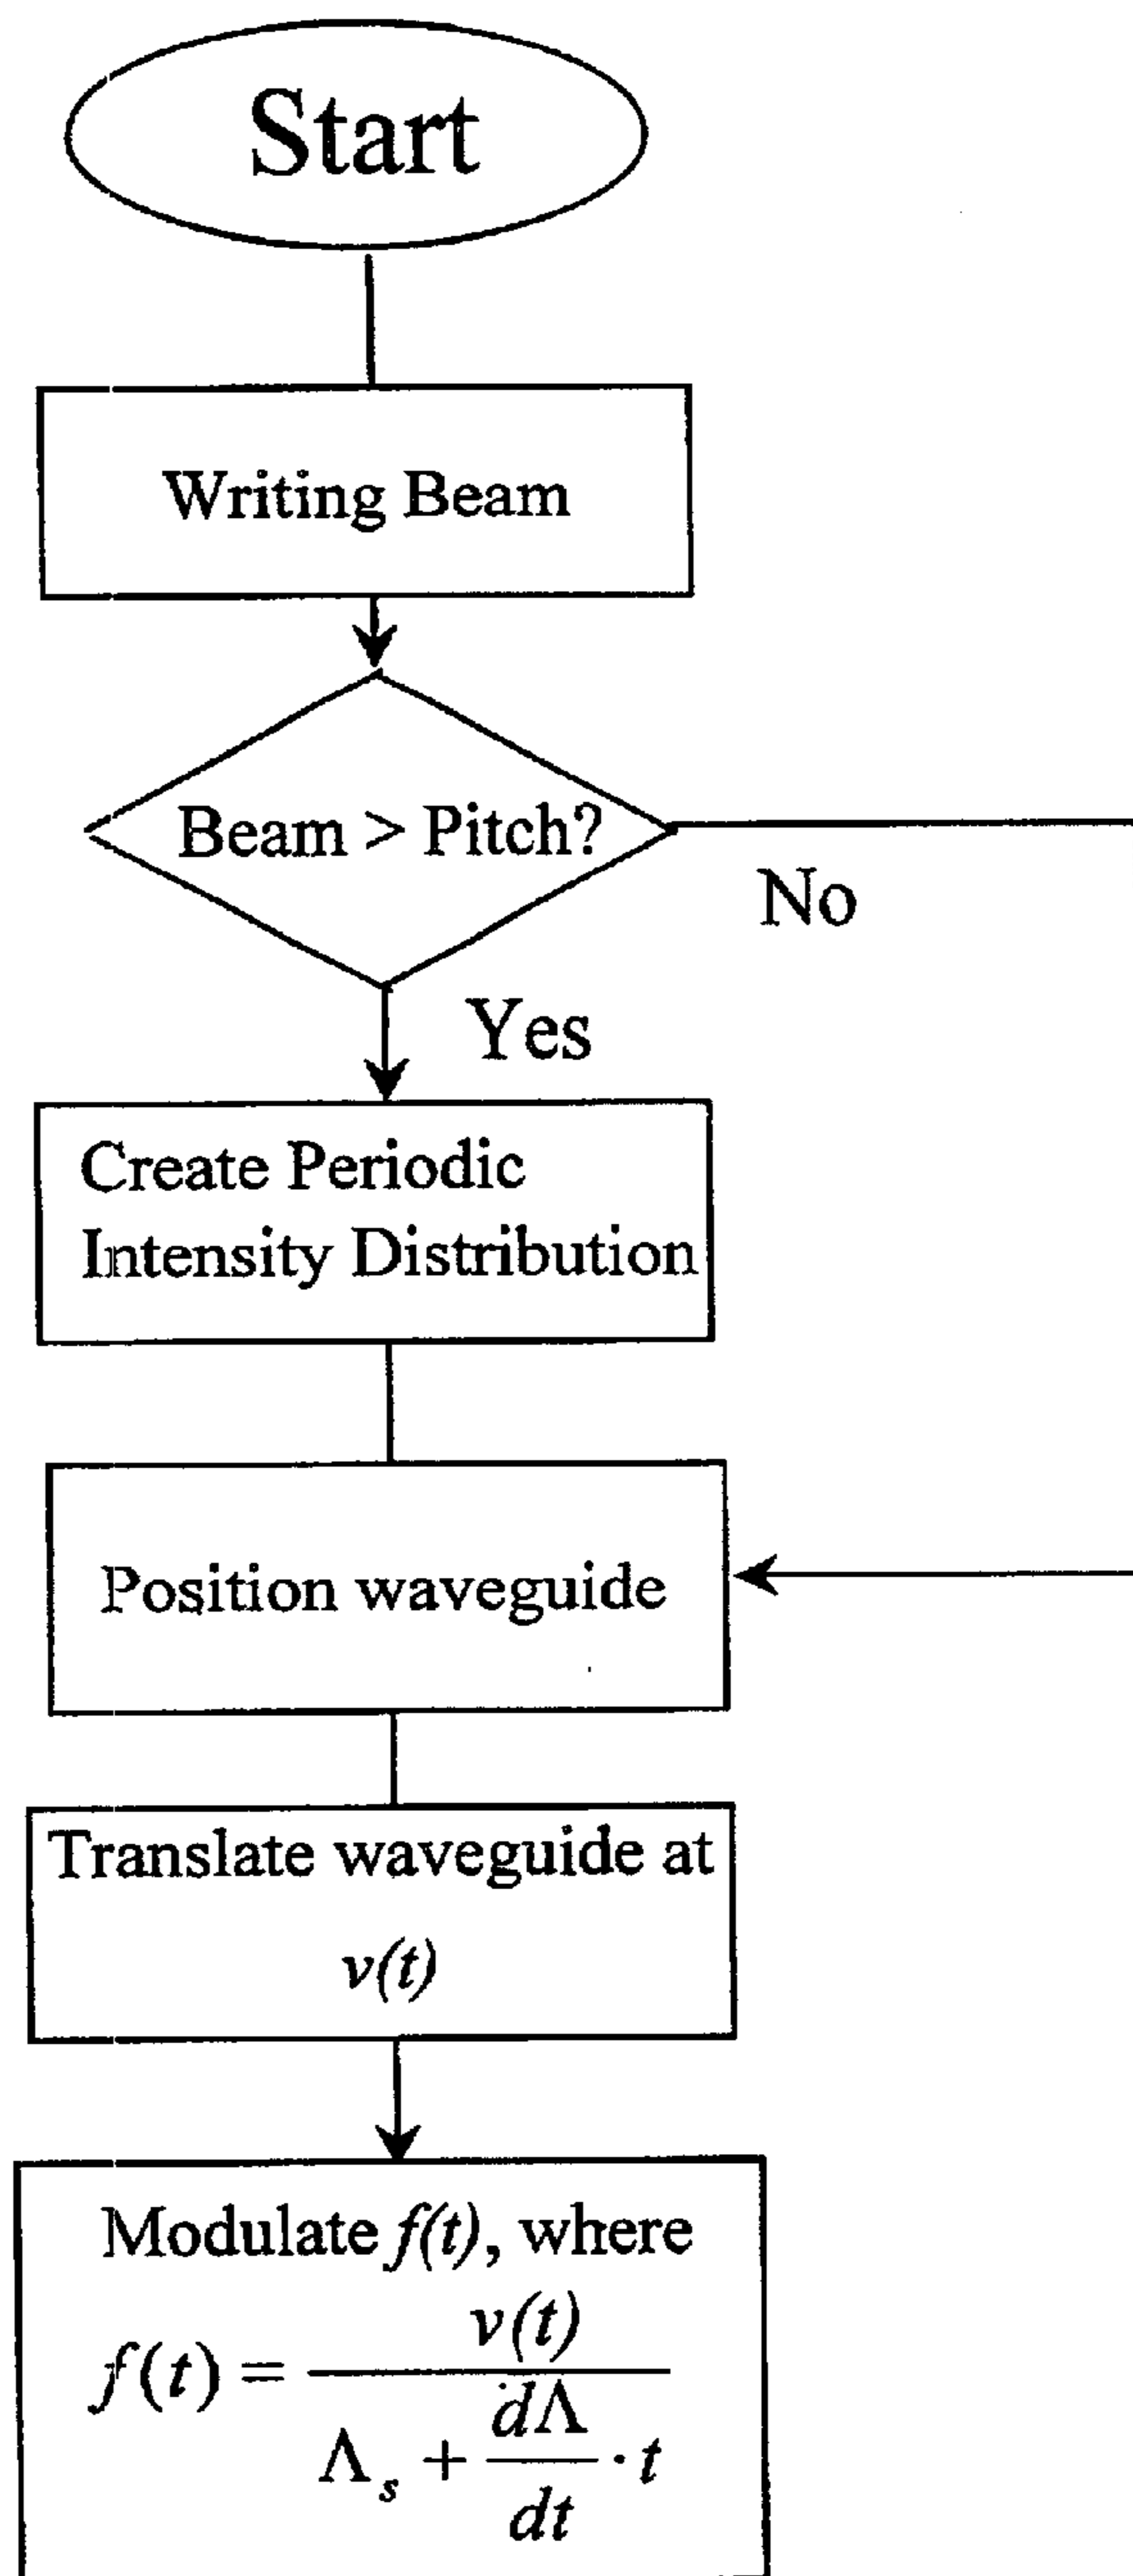 Start
Writing Beam
Beam > Pitch?
No
Yes
Create Periodic
Intensity Distribution
Position waveguide
Translate waveguide at
v(t)
Modulate f(t), where
f(t) = v(t) / (Λs + dΛ/dt · t)